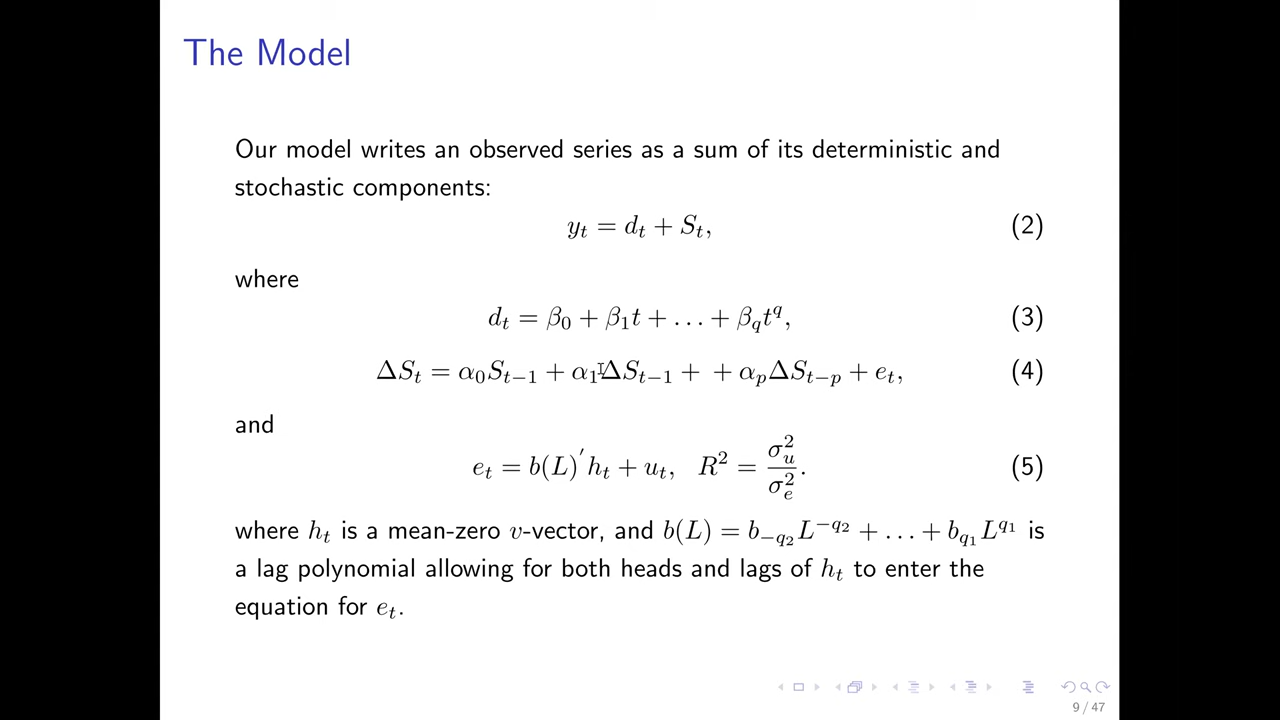 The Model
Our model writes an observed series as a sum of its deterministic and
stochastic components:
y_t = d_t + S_t, (2)
where
d_t = β_0 + β_1 t + . . . + β_q t^q, (3)
ΔS_t = α_0 S_{t−1} + α_1 ΔS_{t−1} + + α_p ΔS_{t−p} + e_t, (4)
and
e_t = b(L)′ h_t + u_t, R^2 = σ_u^2 / σ_e^2 . (5)
where h_t is a mean-zero v-vector, and b(L) = b_{−q_2} L^{−q_2} + . . . + b_{q_1} L^{q_1} is
a lag polynomial allowing for both heads and lags of h_t to enter the
equation for e_t.
9 / 47